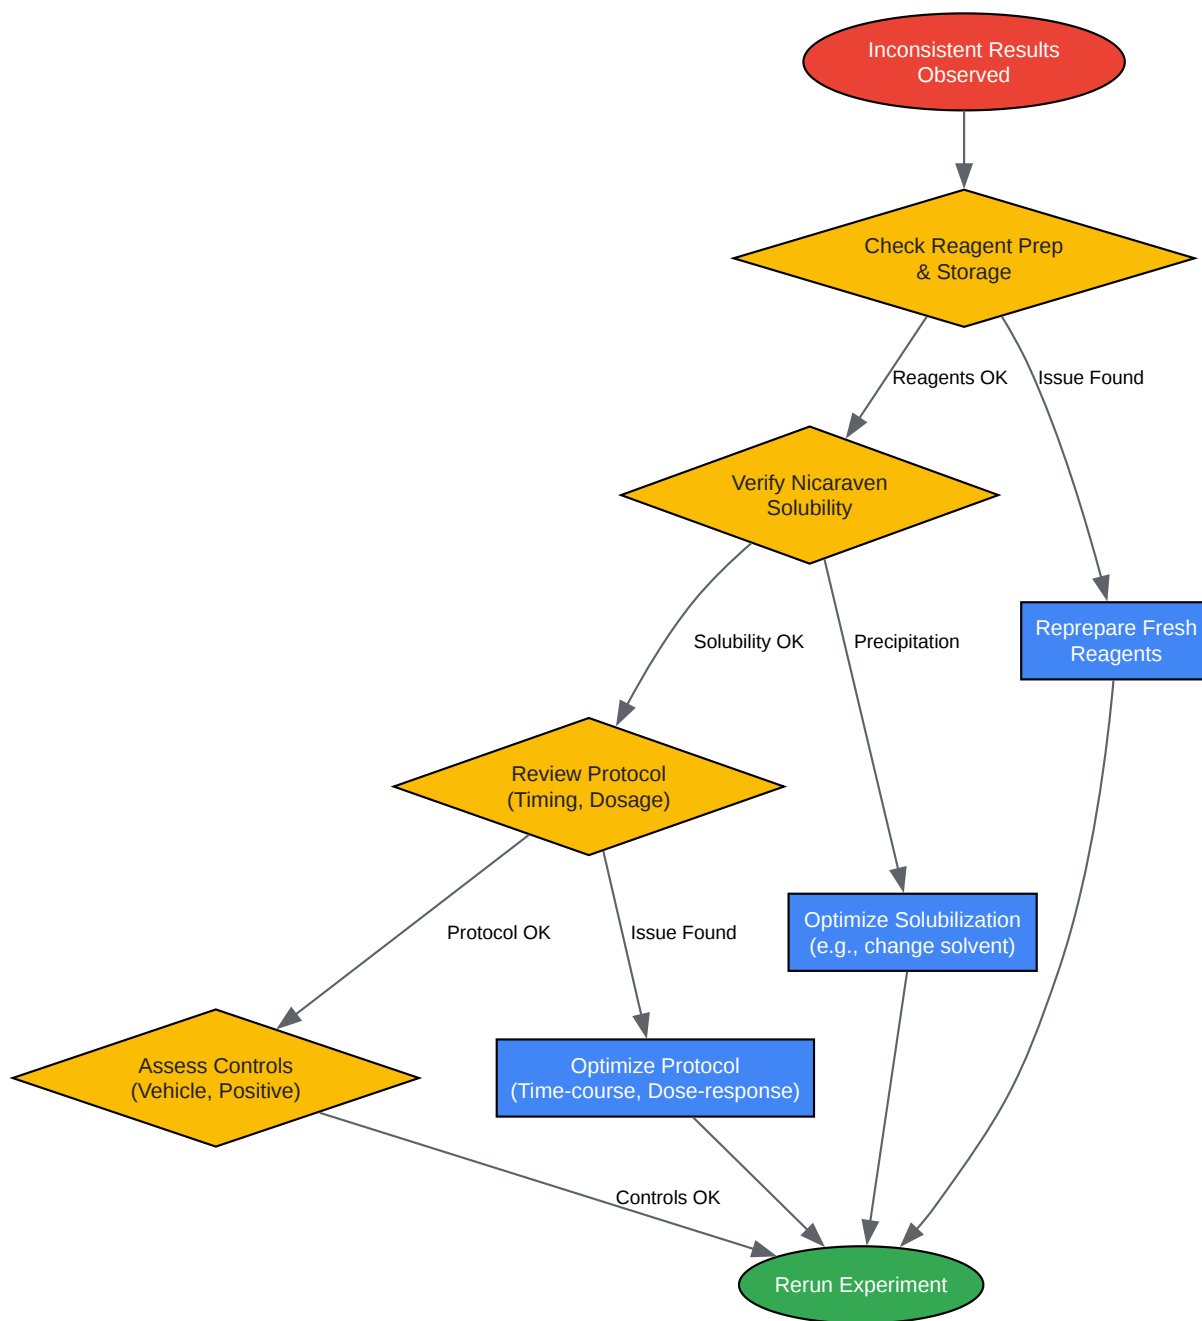 Inconsistent Results
Observed
Check Reagent Prep
& Storage
Reagents OK
Issue Found
Verify Nicaraven
Solubility
Reprepare Fresh
Reagents
Solubility OK
Precipitation
Review Protocol
(Timing, Dosage)
Optimize Solubilization
(e.g., change solvent)
Protocol OK
Issue Found
Assess Controls
(Vehicle, Positive)
Optimize Protocol
(Time-course, Dose-response)
Controls OK
Rerun Experiment